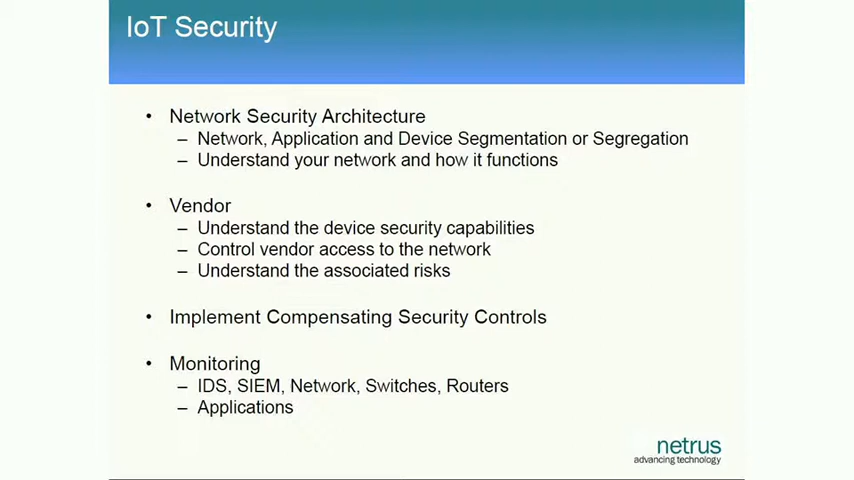 IoT Security
• Network Security Architecture
– Network, Application and Device Segmentation or Segregation
– Understand your network and how it functions
• Vendor
– Understand the device security capabilities
– Control vendor access to the network
– Understand the associated risks
• Implement Compensating Security Controls
• Monitoring
– IDS, SIEM, Network, Switches, Routers
– Applications
netrus
advancing technology